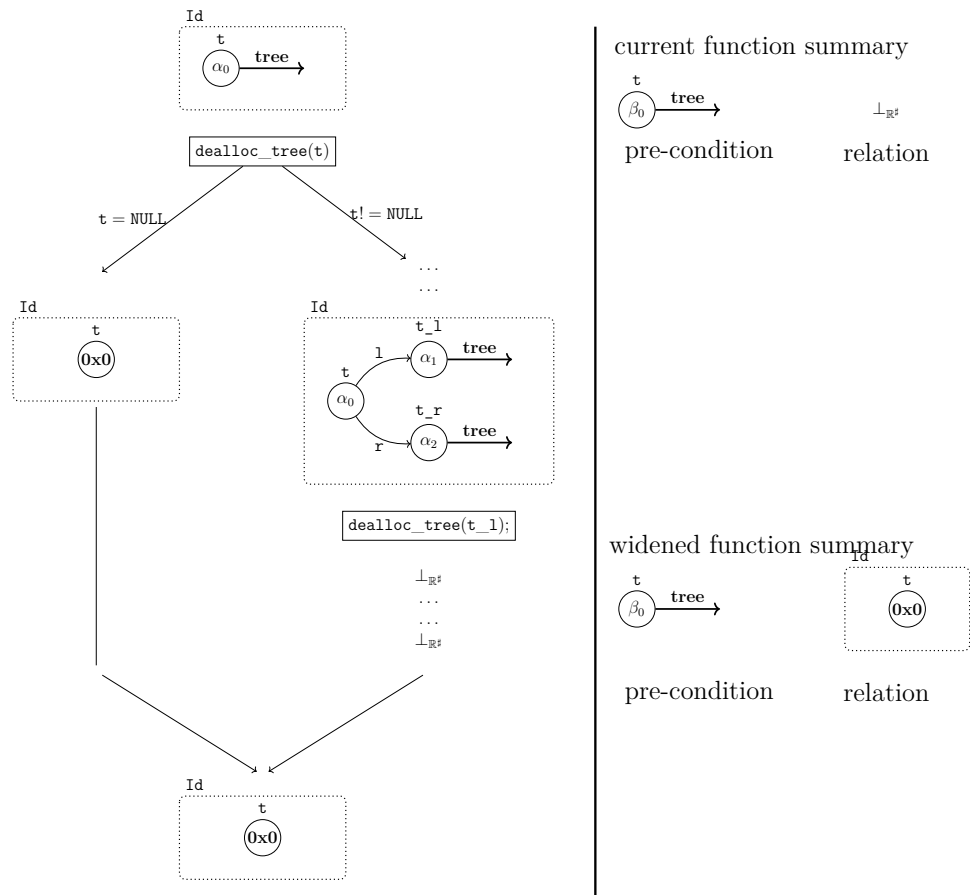 Id
t
α₀ tree
dealloc_tree(t)
t = NULL
t! = NULL
...
...
Id
t
0x0
Id
t_l
l
α₁ tree
t
α₀
t_r
r
α₂ tree
dealloc_tree(t_l);
⊥ℝ♯
...
...
⊥ℝ♯
Id
t
0x0
current function summary
t
β₀ tree
⊥ℝ♯
pre-condition relation
widened function summary
Id
t
β₀ tree
t
0x0
pre-condition relation